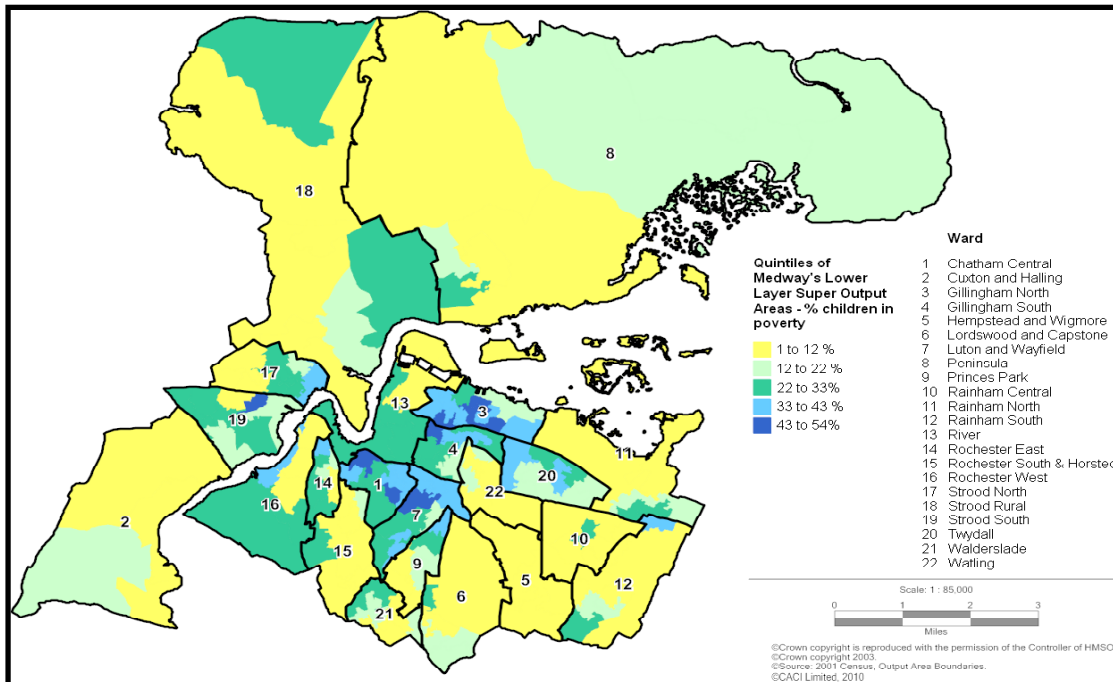 8
18
17
19
13
3
4
11
20
22
2
16
14
1
7
15
10
9
5
12
6
21
Quintiles of
Medway's Lower
Layer Super Output
Areas - % children in
poverty
1 to 12 %
12 to 22 %
22 to 33%
33 to 43 %
43 to 54%
Ward
1 Chatham Central
2 Cuxton and Halling
3 Gillingham North
4 Gillingham South
5 Hempstead and Wigmore
6 Lordswood and Capstone
7 Luton and Wayfield
8 Peninsula
9 Princes Park
10 Rainham Central
11 Rainham North
12 Rainham South
13 River
14 Rochester East
15 Rochester South & Horsted
16 Rochester West
17 Strood North
18 Strood Rural
19 Strood South
20 Twydall
21 Walderslade
22 Watling
Scale: 1 : 85,000
0 1 2 3
Miles
©Crown copyright is reproduced with the permission of the Controller of HMSO
©Crown copyright 2003.
©Source: 2001 Census, Output Area Boundaries.
©CACI Limited, 2010